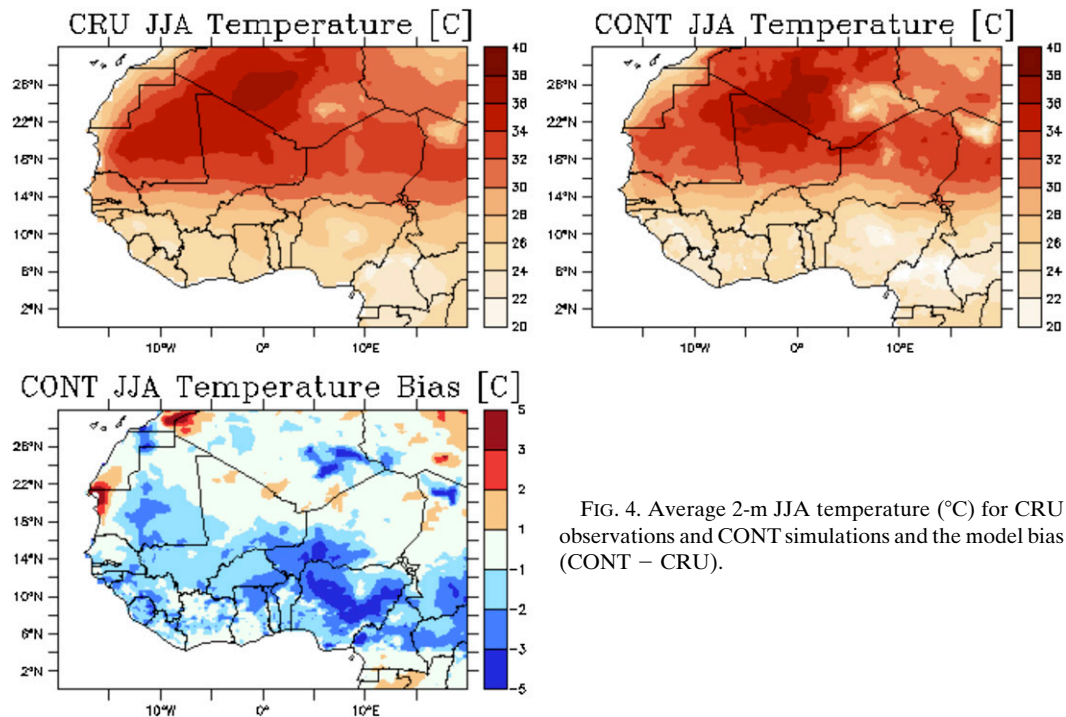 CRU JJA Temperature [C]
26°N
22°N
18°N
14°N
10°N
6°N
2°N
10°W
0°
10°E
40
38
36
34
32
30
28
26
24
22
20
CONT JJA Temperature [C]
26°N
22°N
18°N
14°N
10°N
6°N
2°N
10°W
0°
10°E
40
38
36
34
32
30
28
26
24
22
20
CONT JJA Temperature Bias [C]
26°N
22°N
18°N
14°N
10°N
6°N
2°N
10°W
0°
10°E
5
3
2
1
-1
-2
-3
-5
FIG. 4. Average 2-m JJA temperature (°C) for CRU
observations and CONT simulations and the model bias
(CONT − CRU).